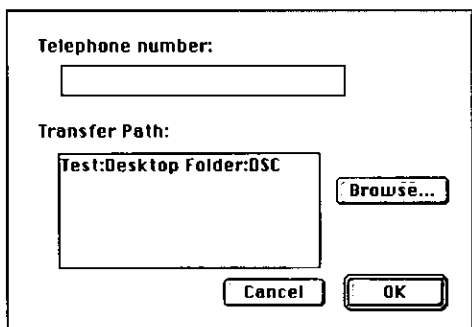 Telephone number:
Transfer Path:
Test:Desktop Folder:DSC
Browse...
Cancel
OK